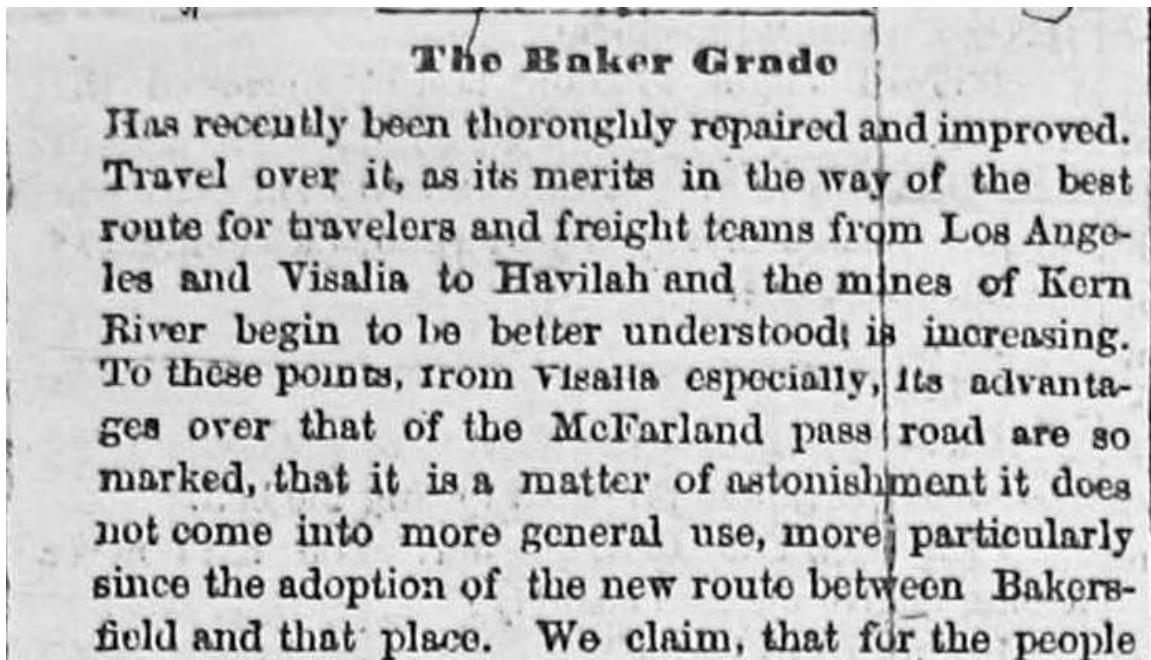 The Baker Grade
Has recently been thoroughly repaired and improved.
Travel over it, as its merits in the way of the best
route for travelers and freight teams from Los Ange-
les and Visalia to Havilah and the mines of Kern
River begin to be better understood; is increasing.
To these points, from Visalia especially, its advanta-
ges over that of the McFarland pass road are so
marked, that it is a matter of astonishment it does
not come into more general use, more particularly
since the adoption of the new route between Bakers-
field and that place. We claim, that for the people